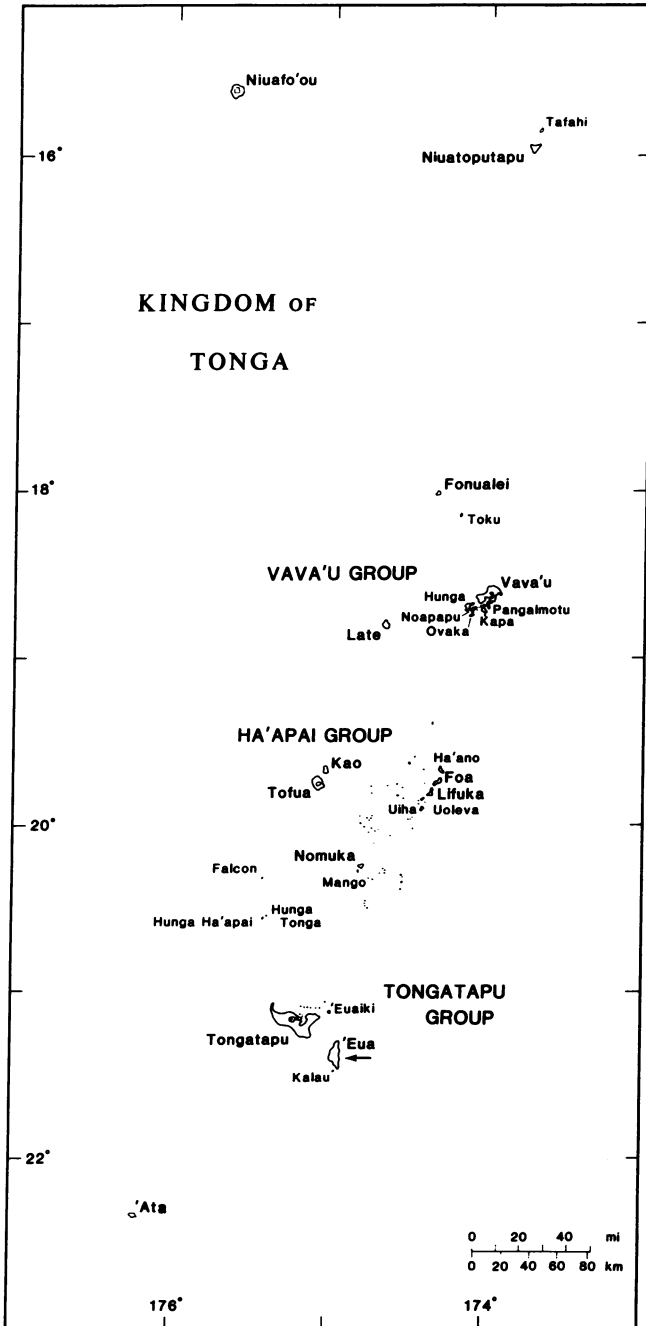 Niuafo'ou
Tafahi
Niuatoputapu
16°
KINGDOM OF
TONGA
18°
Fonualei
Toku
VAVA'U GROUP
Vava'u
Hunga
Noapapu
Pangaimotu
Kapa
Ovaka
Late
HA'APAI GROUP
Kao
Tofua
Ha'ano
Foa
Lifuka
Uiha
Uoleva
20°
Nomuka
Mango
Falcon
Hunga Ha'apai
Hunga
Tonga
TONGATAPU
GROUP
'Euaiki
Tongatapu
'Eua
Kalau
22°
'Ata
0 20 40 mi
0 20 40 60 80 km
176°
174°